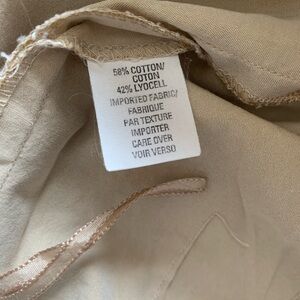 58% COTTON/
COTON
42% LYOCELL
IMPORTED FABRIC/
FABRIQUE
PAR TEXTURE
IMPORTER
CARE OVER
VOIR VERSO